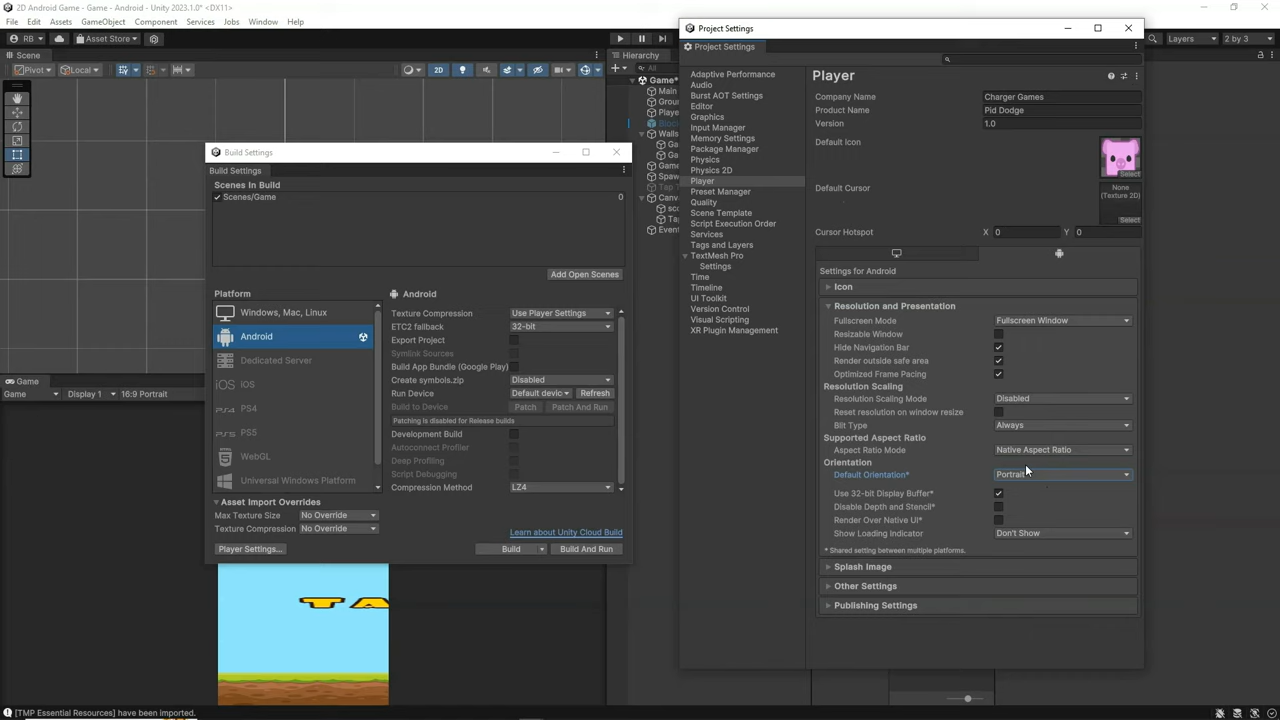 2D Android Game - Game - Android - Unity 2023.1.0* <DX11>
File Edit Assets GameObject Component Services Jobs Window Help
RB Asset Store Layers 2 by 3
Scene
Pivot Local 2D
Hierarchy
All
Game*
Main
Grou
Playe
Block
Walls
Ga
Ga
Game
Spaw
Tap T
Canv
sco
Tap
Event
Game
Game Display 1 16:9 Portrait
TA
Build Settings
Build Settings
Scenes In Build
Scenes/Game 0
Add Open Scenes
Platform
Windows, Mac, Linux
Android
Dedicated Server
iOS iOS
PS4 PS4
PS5 PS5
WebGL
Universal Windows Platform
Android
Texture Compression Use Player Settings
ETC2 fallback 32-bit
Export Project
Symlink Sources
Build App Bundle (Google Play)
Create symbols.zip Disabled
Run Device Default devic Refresh
Build to Device Patch Patch And Run
Patching is disabled for Release builds
Development Build
Autoconnect Profiler
Deep Profiling
Script Debugging
Compression Method LZ4
Asset Import Overrides
Max Texture Size No Override
Texture Compression No Override
Learn about Unity Cloud Build
Player Settings... Build Build And Run
Project Settings
Project Settings
Adaptive Performance
Audio
Burst AOT Settings
Editor
Graphics
Input Manager
Memory Settings
Package Manager
Physics
Physics 2D
Player
Preset Manager
Quality
Scene Template
Script Execution Order
Services
Tags and Layers
TextMesh Pro
Settings
Time
Timeline
UI Toolkit
Version Control
Visual Scripting
XR Plugin Management
Player
Company Name Charger Games
Product Name Pid Dodge
Version 1.0
Default Icon
Select
Default Cursor None
(Texture 2D)
Select
Cursor Hotspot X 0 Y 0
Settings for Android
Icon
Resolution and Presentation
Fullscreen Mode Fullscreen Window
Resizable Window
Hide Navigation Bar
Render outside safe area
Optimized Frame Pacing
Resolution Scaling
Resolution Scaling Mode Disabled
Reset resolution on window resize
Blit Type Always
Supported Aspect Ratio
Aspect Ratio Mode Native Aspect Ratio
Orientation
Default Orientation* Portrait
Use 32-bit Display Buffer*
Disable Depth and Stencil*
Render Over Native UI*
Show Loading Indicator Don't Show
* Shared setting between multiple platforms.
Splash Image
Other Settings
Publishing Settings
[TMP Essential Resources] have been imported.